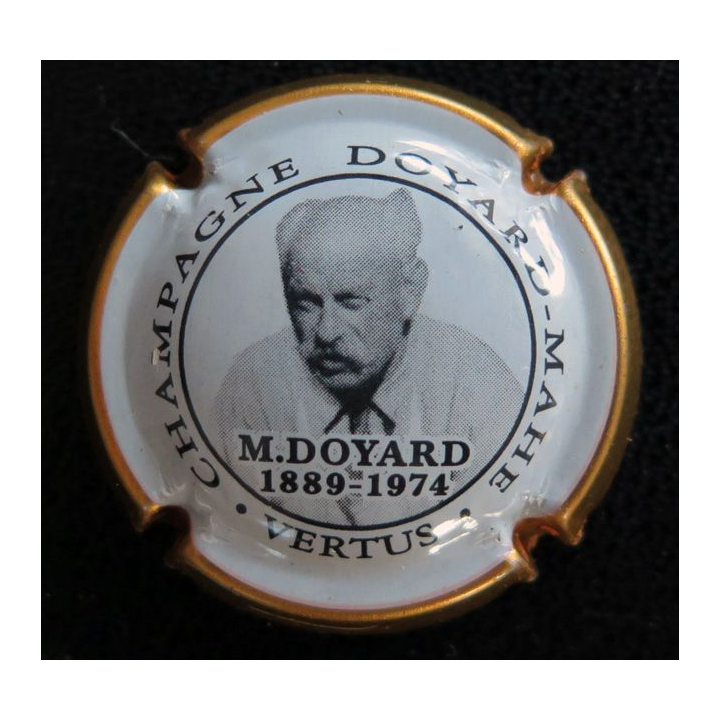 CHAMPAGNE DOYARD-MAHE
M.DOYARD
1889-1974
• VERTUS •